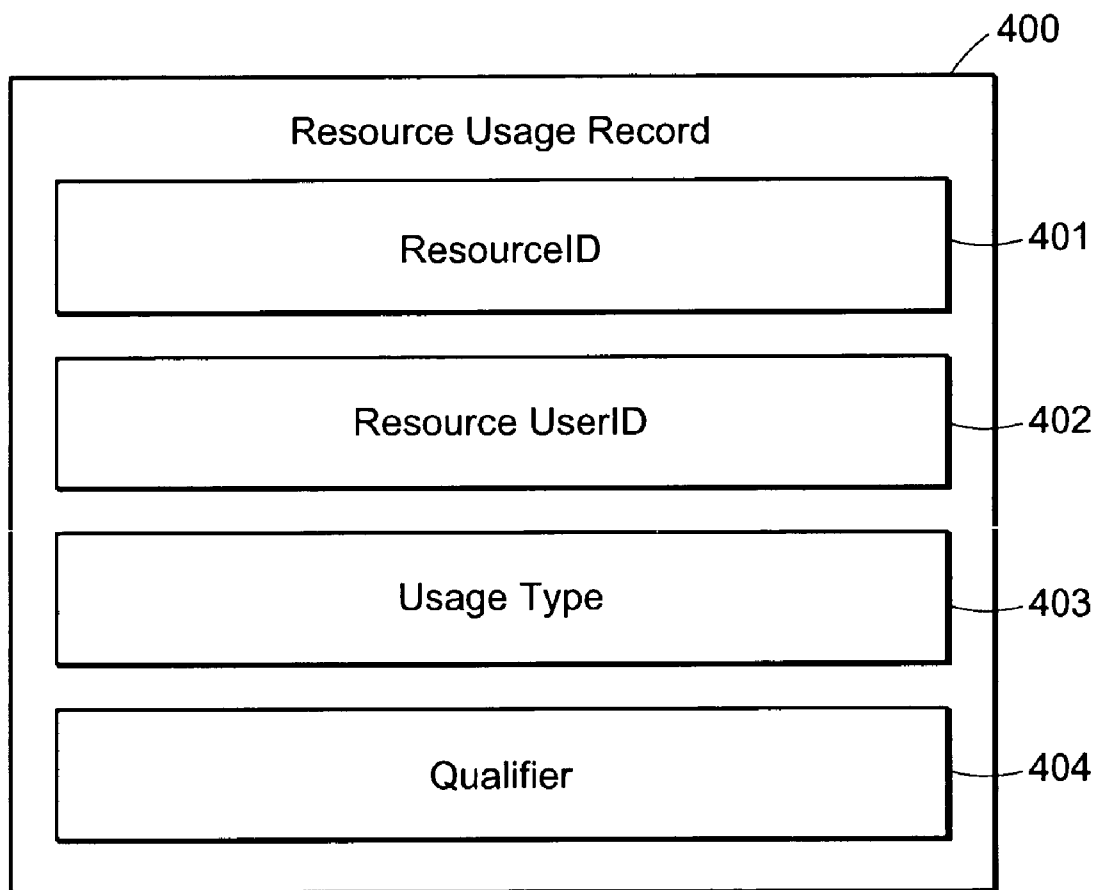 400
Resource Usage Record
ResourceID
401
Resource UserID
402
Usage Type
403
Qualifier
404